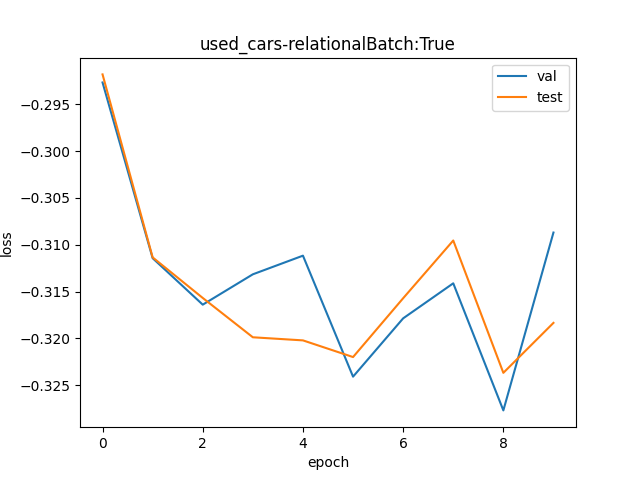 used_cars-relationalBatch:True
val
test
loss
−0.295
−0.300
−0.305
−0.310
−0.315
−0.320
−0.325
0 2 4 6 8
epoch